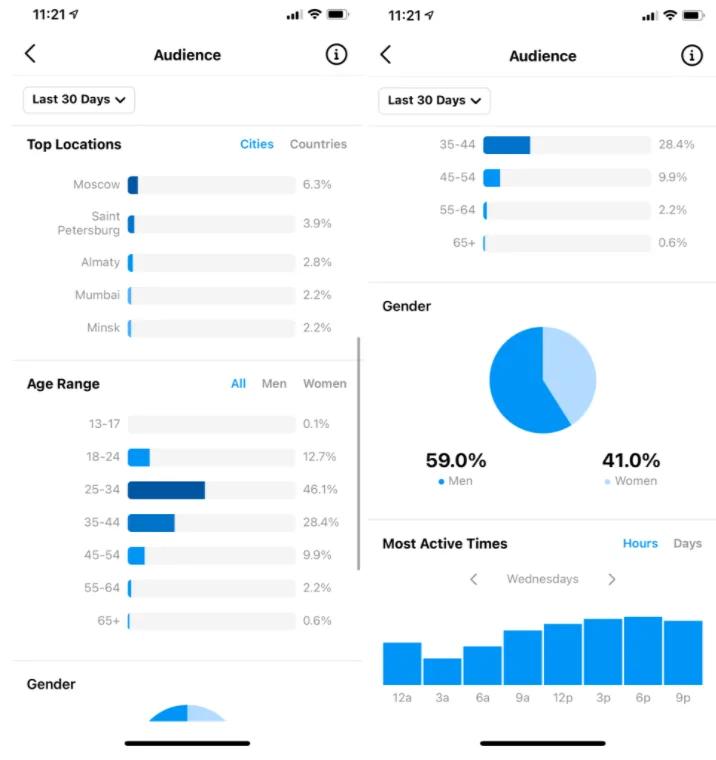 11:21
Audience
Last 30 Days
Top Locations Cities Countries
Moscow 6.3%
Saint
Petersburg 3.9%
Almaty 2.8%
Mumbai 2.2%
Minsk 2.2%
Age Range All Men Women
13-17 0.1%
18-24 12.7%
25-34 46.1%
35-44 28.4%
45-54 9.9%
55-64 2.2%
65+ 0.6%
Gender
11:21
Audience
Last 30 Days
35-44 28.4%
45-54 9.9%
55-64 2.2%
65+ 0.6%
Gender
59.0% 41.0%
Men Women
Most Active Times Hours Days
Wednesdays
12a 3a 6a 9a 12p 3p 6p 9p